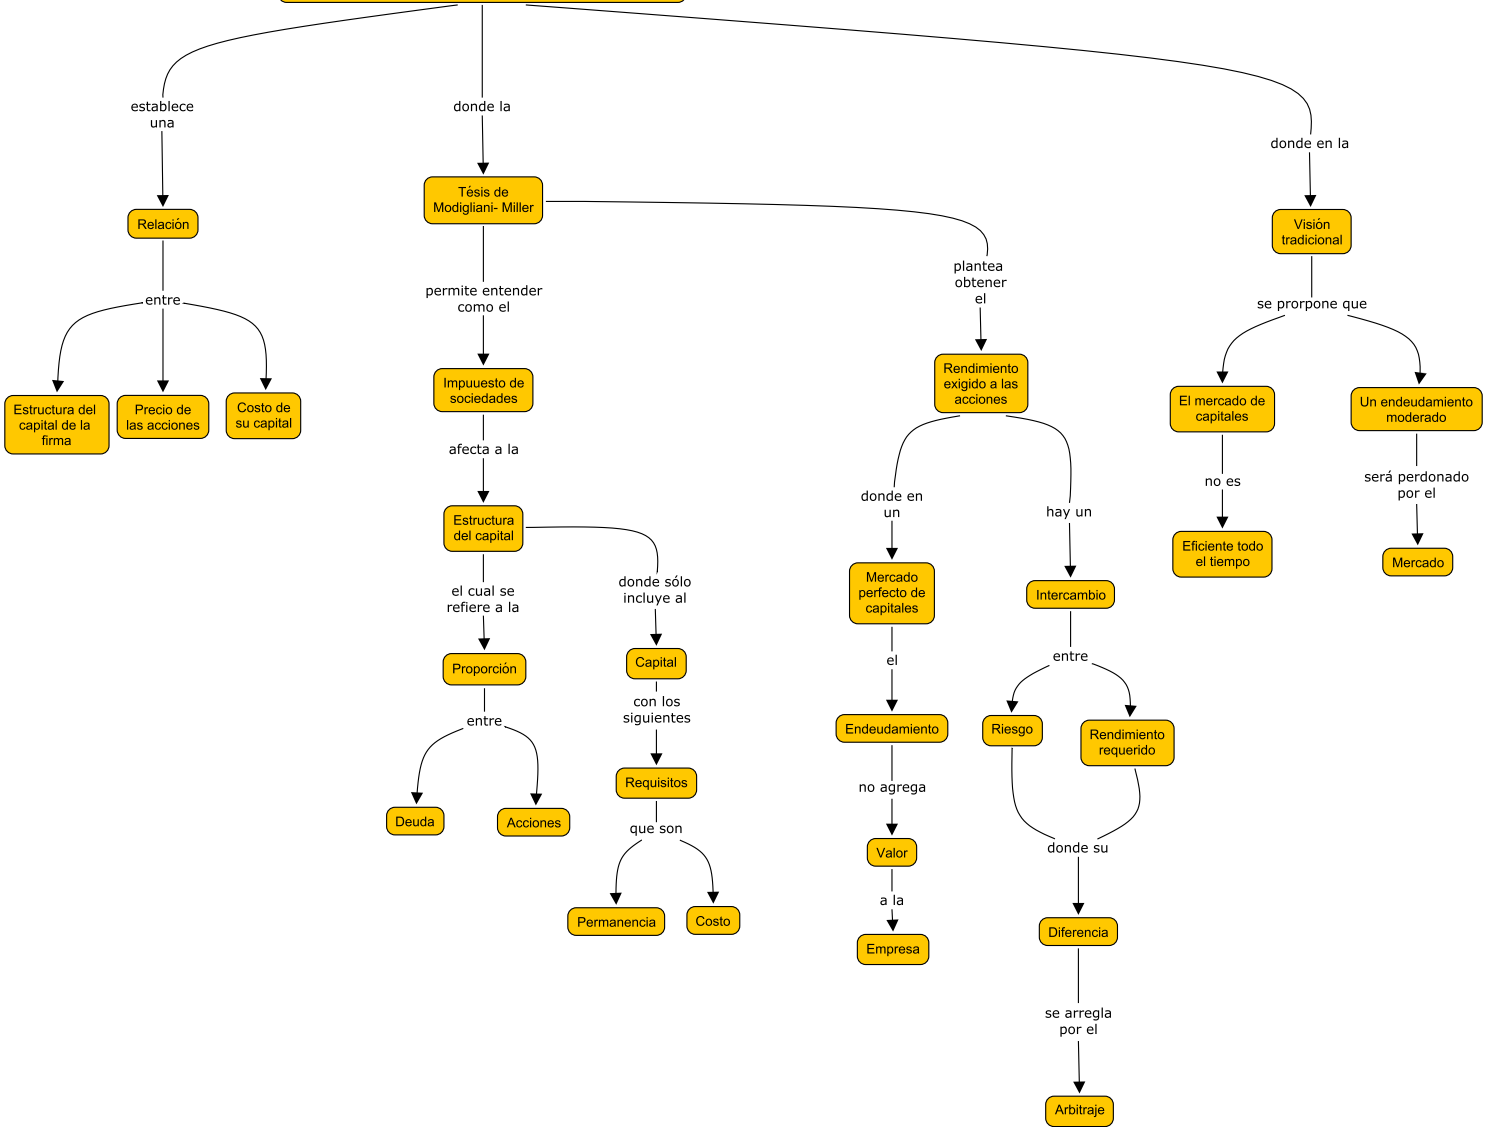 establece
una
donde la
donde en la
Relación
Tésis de
Modigliani- Miller
Visión
tradicional
entre
permite entender
como el
plantea
obtener
el
se prorpone que
Estructura del
capital de la
firma
Precio de
las acciones
Costo de
su capital
Impuuesto de
sociedades
Rendimiento
exigido a las
acciones
El mercado de
capitales
Un endeudamiento
moderado
afecta a la
no es
será perdonado
por el
Estructura
del capital
donde en
un
hay un
Eficiente todo
el tiempo
Mercado
el cual se
refiere a la
donde sólo
incluye al
Mercado
perfecto de
capitales
Intercambio
Proporción
Capital
el
entre
entre
con los
siguientes
Endeudamiento
Riesgo
Rendimiento
requerido
Requisitos
no agrega
Deuda
Acciones
que son
Valor
donde su
Permanencia
Costo
a la
Empresa
Diferencia
se arregla
por el
Arbitraje